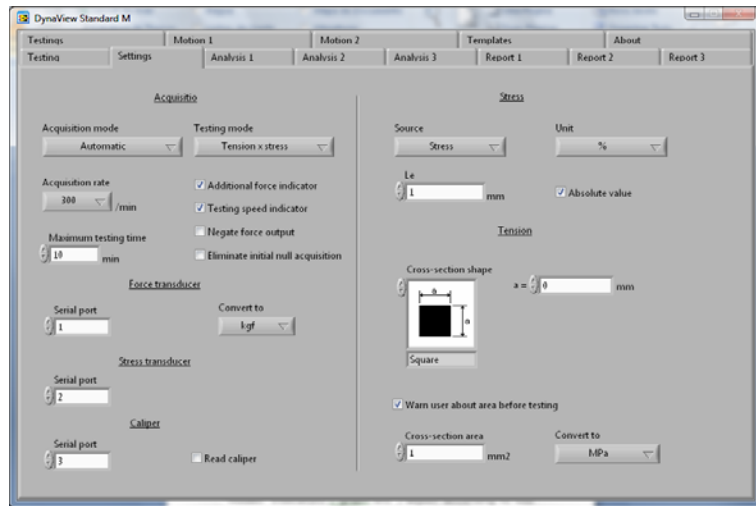 DynaView Standard M
Testings Motion 1 Motion 2 Templates About
Testing Settings Analysis 1 Analysis 2 Analysis 3 Report 1 Report 2 Report 3
Acquisitio
Acquisition mode Testing mode
Automatic Tension x stress
Acquisition rate
300 /min
Additional force indicator
Testing speed indicator
Maximum testing time
10 min
Negate force output
Eliminate initial null acquisition
Force transducer
Serial port Convert to
1 kgf
Stress transducer
Serial port
2
Caliper
Serial port
3 Read caliper
Stress
Source Unit
Stress %
Le
1 mm Absolute value
Tension
Cross-section shape
a = 0 mm
a
a
Square
Warn user about area before testing
Cross-section area Convert to
1 mm2 MPa